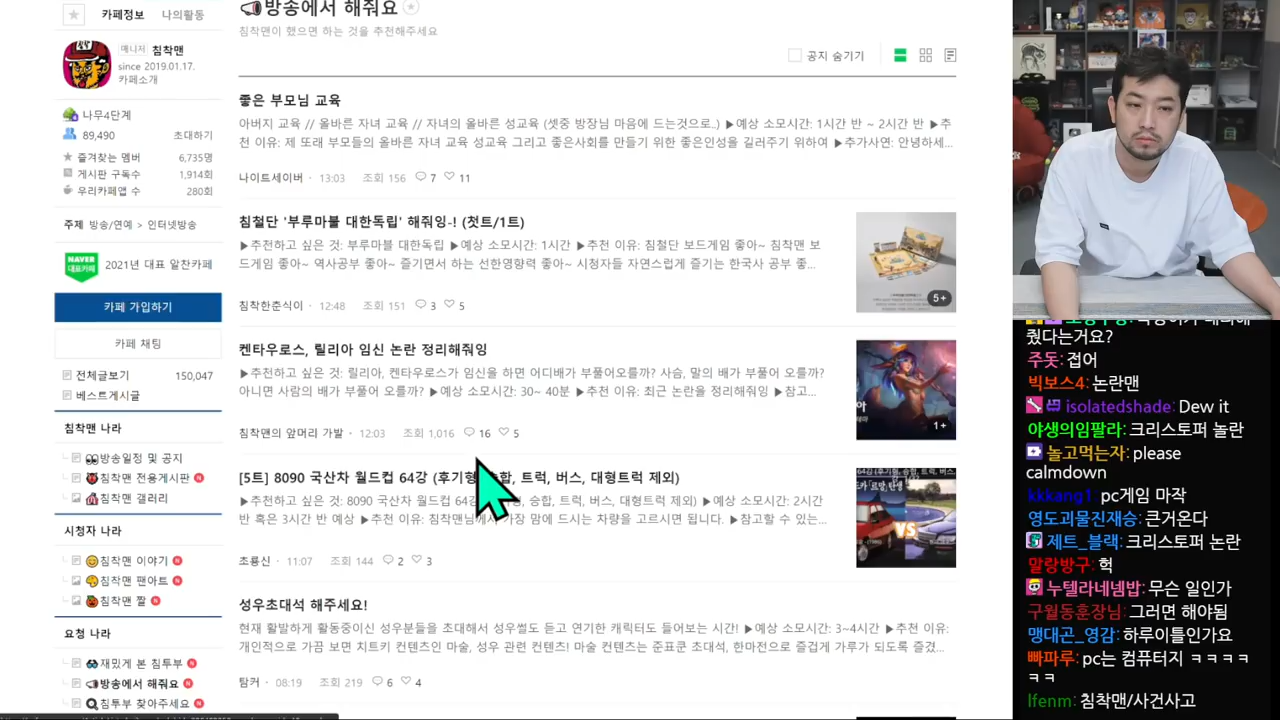 카페정보 나의활동
매니저 침착맨
since 2019.01.17.
카페소개
나무4단계
89,490 초대하기
즐겨찾는 멤버 6,735명
게시판 구독수 1,914회
우리카페앱 수 280회
주제 방송/연예 > 인터넷방송
NAVER
대표카페
2021년 대표 알찬카페
카페 가입하기
카페 채팅
전체글보기 150,047
베스트게시글
침착맨 나라
방송일정 및 공지
침착맨 전용게시판 N
침착맨 갤러리
시청자 나라
침착맨 이야기 N
침착맨 팬아트 N
침착맨 짤 N
요청 나라
재밌게 본 침투부 N
방송에서 해줘요 N
침투부 찾아주세요 N
방송에서 해줘요
침착맨이 했으면 하는 것을 추천해주세요
공지 숨기기
좋은 부모님 교육
아버지 교육 // 올바른 자녀 교육 // 자녀의 올바른 성교육 (셋중 방장님 마음에 드는것으로..) ▶예상 소모시간: 1시간 반 ~ 2시간 반 ▶추
천 이유: 제 또래 부모들의 올바른 자녀 교육 성교육 그리고 좋은사회를 만들기 위한 좋은인성을 길러주기 위하여 ▶추가사연: 안녕하세...
나이트세이버 · 13:03 조회 156 7 11
침철단 '부루마불 대한독립' 해줘잉-! (첫트/1트)
▶추천하고 싶은 것: 부루마불 대한독립 ▶예상 소모시간: 1시간 ▶추천 이유: 침철단 보드게임 좋아~ 침착맨 보
드게임 좋아~ 역사공부 좋아~ 즐기면서 하는 선한영향력 좋아~ 시청자들 자연스럽게 즐기는 한국사 공부 좋...
침착한춘식이 · 12:48 조회 151 3 5
5+
켄타우로스, 릴리아 임신 논란 정리해줘잉
▶추천하고 싶은 것: 릴리아, 켄타우로스가 임신을 하면 어디배가 부풀어오를까? 사슴, 말의 배가 부풀어 오를까?
아니면 사람의 배가 부풀어 오를까? ▶예상 소모시간: 30~ 40분 ▶추천 이유: 최근 논란을 정리해줘잉 ▶참고...
침착맨의 앞머리 가발 · 12:03 조회 1,016 16 5
1+
[5트] 8090 국산차 월드컵 64강 (후기형, 승합, 트럭, 버스, 대형트럭 제외)
▶추천하고 싶은 것: 8090 국산차 월드컵 64강 승합, 트럭, 버스, 대형트럭 제외) ▶예상 소모시간: 2시간
반 혹은 3시간 반 예상 ▶추천 이유: 침착맨님께서 가장 맘에 드시는 차량을 고르시면 됩니다. ▶참고할 수 있는...
조룡신 · 11:07 조회 2 3
VS
성우초대석 해주세요!
현재 활발하게 활동중이신 성우분들을 초대해서 성우썰도 듣고 연기한 캐릭터도 들어보는 시간! ▶예상 소모시간: 3~4시간 ▶추천 이유:
개인적으로 가끔 보면 치트키 컨텐츠인 마술, 성우 관련 컨텐츠! 마술 컨텐츠는 준표쿤 초대석, 한마전으로 즐겁게 가루가 되도록 즐겼...
탐커 · 08:19 조회 219 6 4
줬다는거요?
주돗: 접어
빅보스4: 논란맨
isolatedshade: Dew it
야생의임팔라: 크리스토퍼 놀란
놀고먹는자: please
calmdown
kkkang1: pc게임 마작
영도괴물진재승: 큰거온다
제트_블랙: 크리스토퍼 논란
말랑방구: 헉
누텔라네넴밥: 무슨 일인가
구월동훈장님: 그러면 해야됨
맹대곤_영감: 하루이틀인가요
빠파루: pc는 컴퓨터지 ㅋㅋㅋㅋ
ㅋㅋ
lfenm: 침착맨/사건사고